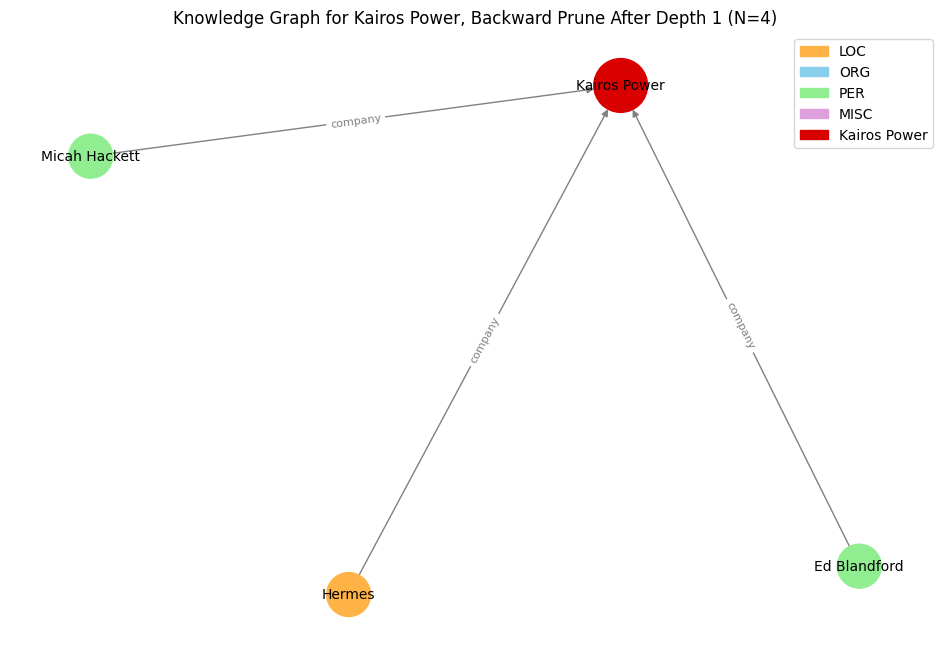 Knowledge Graph for Kairos Power, Backward Prune After Depth 1 (N=4)
LOC
ORG
PER
MISC
Kairos Power
Kairos Power
company
Micah Hackett
company
company
Ed Blandford
Hermes